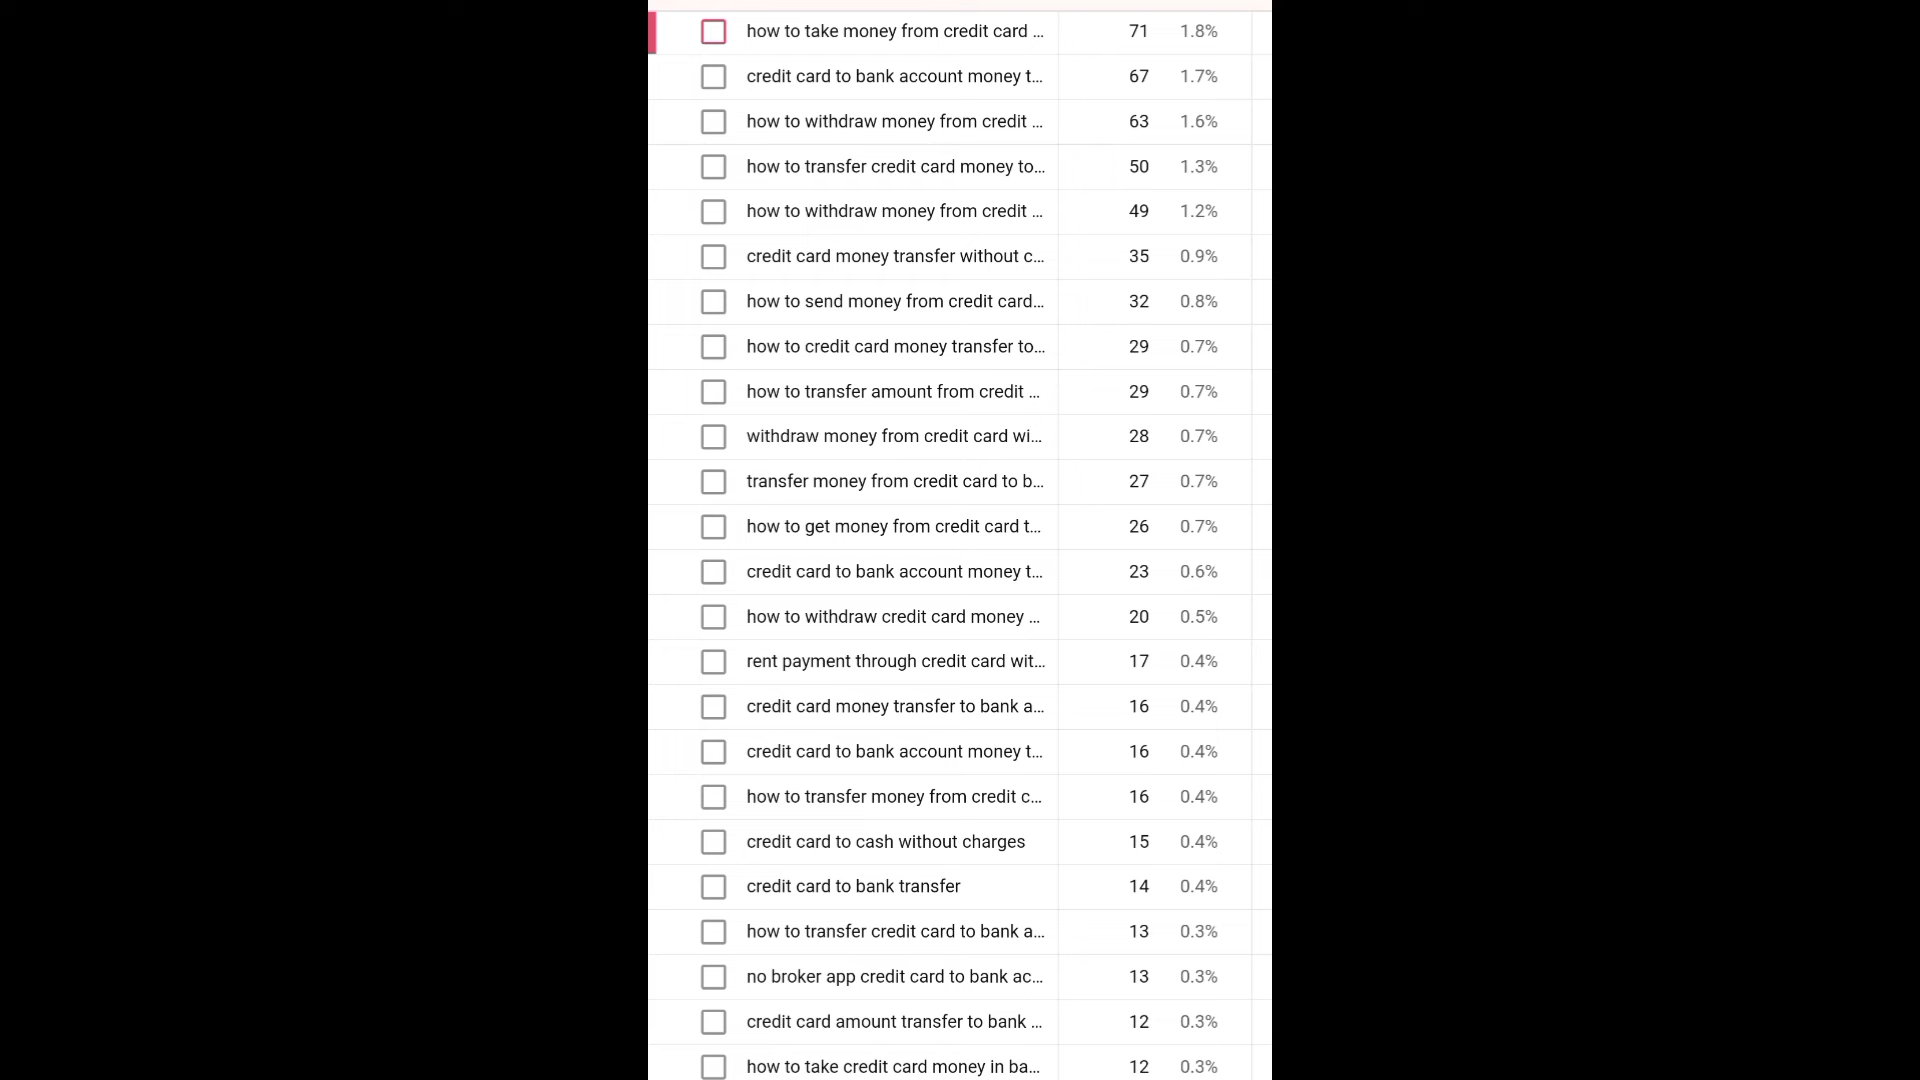 how to take money from credit card ... 71 1.8%
credit card to bank account money t... 67 1.7%
how to withdraw money from credit ... 63 1.6%
how to transfer credit card money to... 50 1.3%
how to withdraw money from credit ... 49 1.2%
credit card money transfer without c... 35 0.9%
how to send money from credit card... 32 0.8%
how to credit card money transfer to... 29 0.7%
how to transfer amount from credit ... 29 0.7%
withdraw money from credit card wi... 28 0.7%
transfer money from credit card to b... 27 0.7%
how to get money from credit card t... 26 0.7%
credit card to bank account money t... 23 0.6%
how to withdraw credit card money ... 20 0.5%
rent payment through credit card wit... 17 0.4%
credit card money transfer to bank a... 16 0.4%
credit card to bank account money t... 16 0.4%
how to transfer money from credit c... 16 0.4%
credit card to cash without charges 15 0.4%
credit card to bank transfer 14 0.4%
how to transfer credit card to bank a... 13 0.3%
no broker app credit card to bank ac... 13 0.3%
credit card amount transfer to bank ... 12 0.3%
how to take credit card money in ba... 12 0.3%